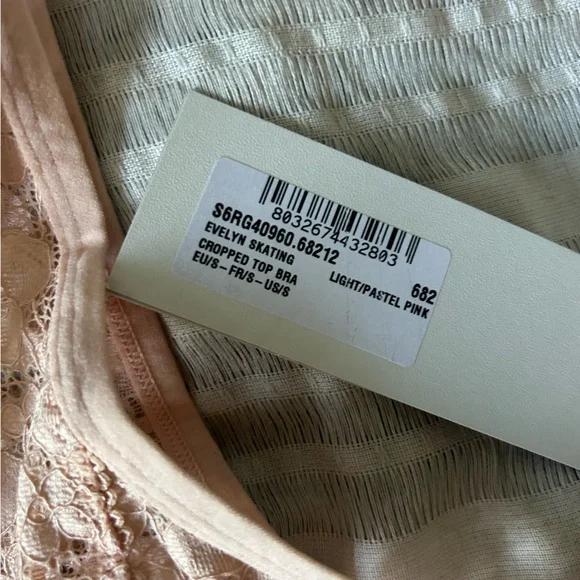 8032674432803
S6RG40960.68212
EVELYN SKATING
CROPPED TOP BRA
EU/S-FR/S-US/S
682
LIGHT/PASTEL PINK